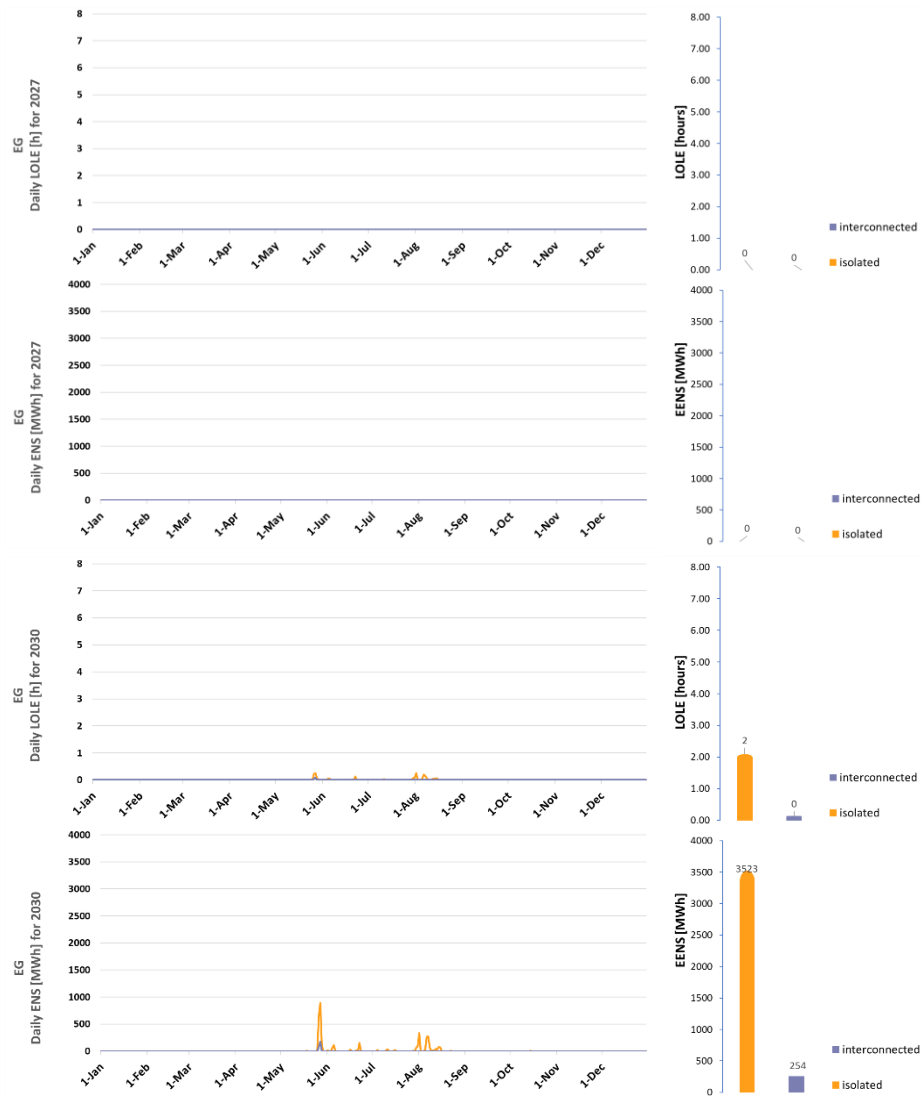 EG
Daily LOLE [h] for 2027
8
7
6
5
4
3
2
1
0
1-Jan
1-Feb
1-Mar
1-Apr
1-May
1-Jun
1-Jul
1-Aug
1-Sep
1-Oct
1-Nov
1-Dec
LOLE [hours]
8.00
7.00
6.00
5.00
4.00
3.00
2.00
1.00
0.00
0
0
interconnected
isolated
EG
Daily ENS [MWh] for 2027
4000
3500
3000
2500
2000
1500
1000
500
0
1-Jan
1-Feb
1-Mar
1-Apr
1-May
1-Jun
1-Jul
1-Aug
1-Sep
1-Oct
1-Nov
1-Dec
EENS [MWh]
4000
3500
3000
2500
2000
1500
1000
500
0
0
0
interconnected
isolated
EG
Daily LOLE [h] for 2030
8
7
6
5
4
3
2
1
0
1-Jan
1-Feb
1-Mar
1-Apr
1-May
1-Jun
1-Jul
1-Aug
1-Sep
1-Oct
1-Nov
1-Dec
LOLE [hours]
8.00
7.00
6.00
5.00
4.00
3.00
2.00
1.00
0.00
2
0
interconnected
isolated
EG
Daily ENS [MWh] for 2030
4000
3500
3000
2500
2000
1500
1000
500
0
1-Jan
1-Feb
1-Mar
1-Apr
1-May
1-Jun
1-Jul
1-Aug
1-Sep
1-Oct
1-Nov
1-Dec
EENS [MWh]
4000
3500
3000
2500
2000
1500
1000
500
0
3523
254
interconnected
isolated